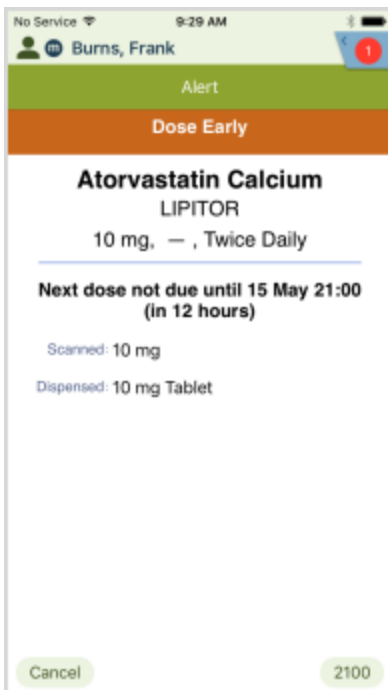 No Service 9:29 AM
m Burns, Frank
1
Alert
Dose Early
Atorvastatin Calcium
LIPITOR
10 mg, — , Twice Daily
Next dose not due until 15 May 21:00
(in 12 hours)
Scanned: 10 mg
Dispensed: 10 mg Tablet
Cancel 2100